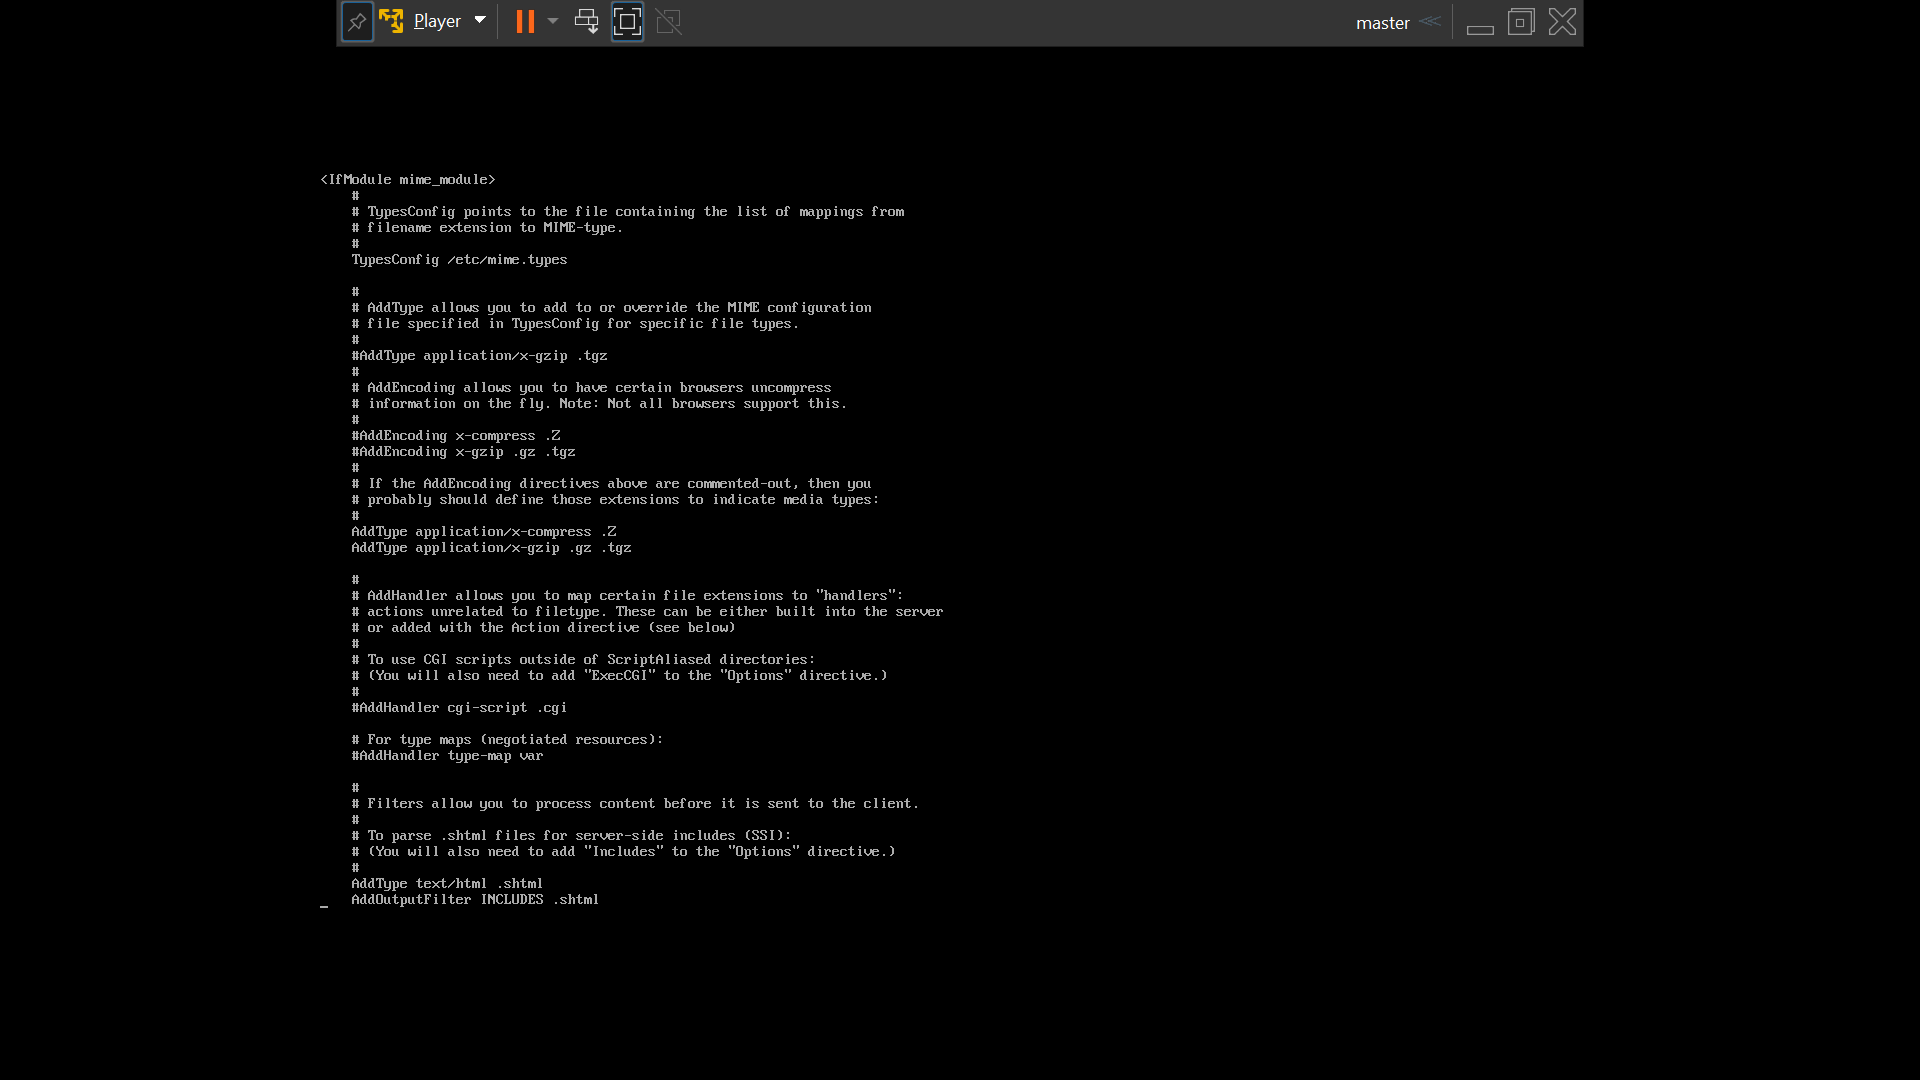 Player
master
<IfModule mime_module>
    #
    # TypesConfig points to the file containing the list of mappings from
    # filename extension to MIME-type.
    #
    TypesConfig /etc/mime.types

    #
    # AddType allows you to add to or override the MIME configuration
    # file specified in TypesConfig for specific file types.
    #
    #AddType application/x-gzip .tgz
    #
    # AddEncoding allows you to have certain browsers uncompress
    # information on the fly. Note: Not all browsers support this.
    #
    #AddEncoding x-compress .Z
    #AddEncoding x-gzip .gz .tgz
    #
    # If the AddEncoding directives above are commented-out, then you
    # probably should define those extensions to indicate media types:
    #
    AddType application/x-compress .Z
    AddType application/x-gzip .gz .tgz

    #
    # AddHandler allows you to map certain file extensions to "handlers":
    # actions unrelated to filetype. These can be either built into the server
    # or added with the Action directive (see below)
    #
    # To use CGI scripts outside of ScriptAliased directories:
    # (You will also need to add "ExecCGI" to the "Options" directive.)
    #
    #AddHandler cgi-script .cgi

    # For type maps (negotiated resources):
    #AddHandler type-map var

    #
    # Filters allow you to process content before it is sent to the client.
    #
    # To parse .shtml files for server-side includes (SSI):
    # (You will also need to add "Includes" to the "Options" directive.)
    #
    AddType text/html .shtml
    AddOutputFilter INCLUDES .shtml